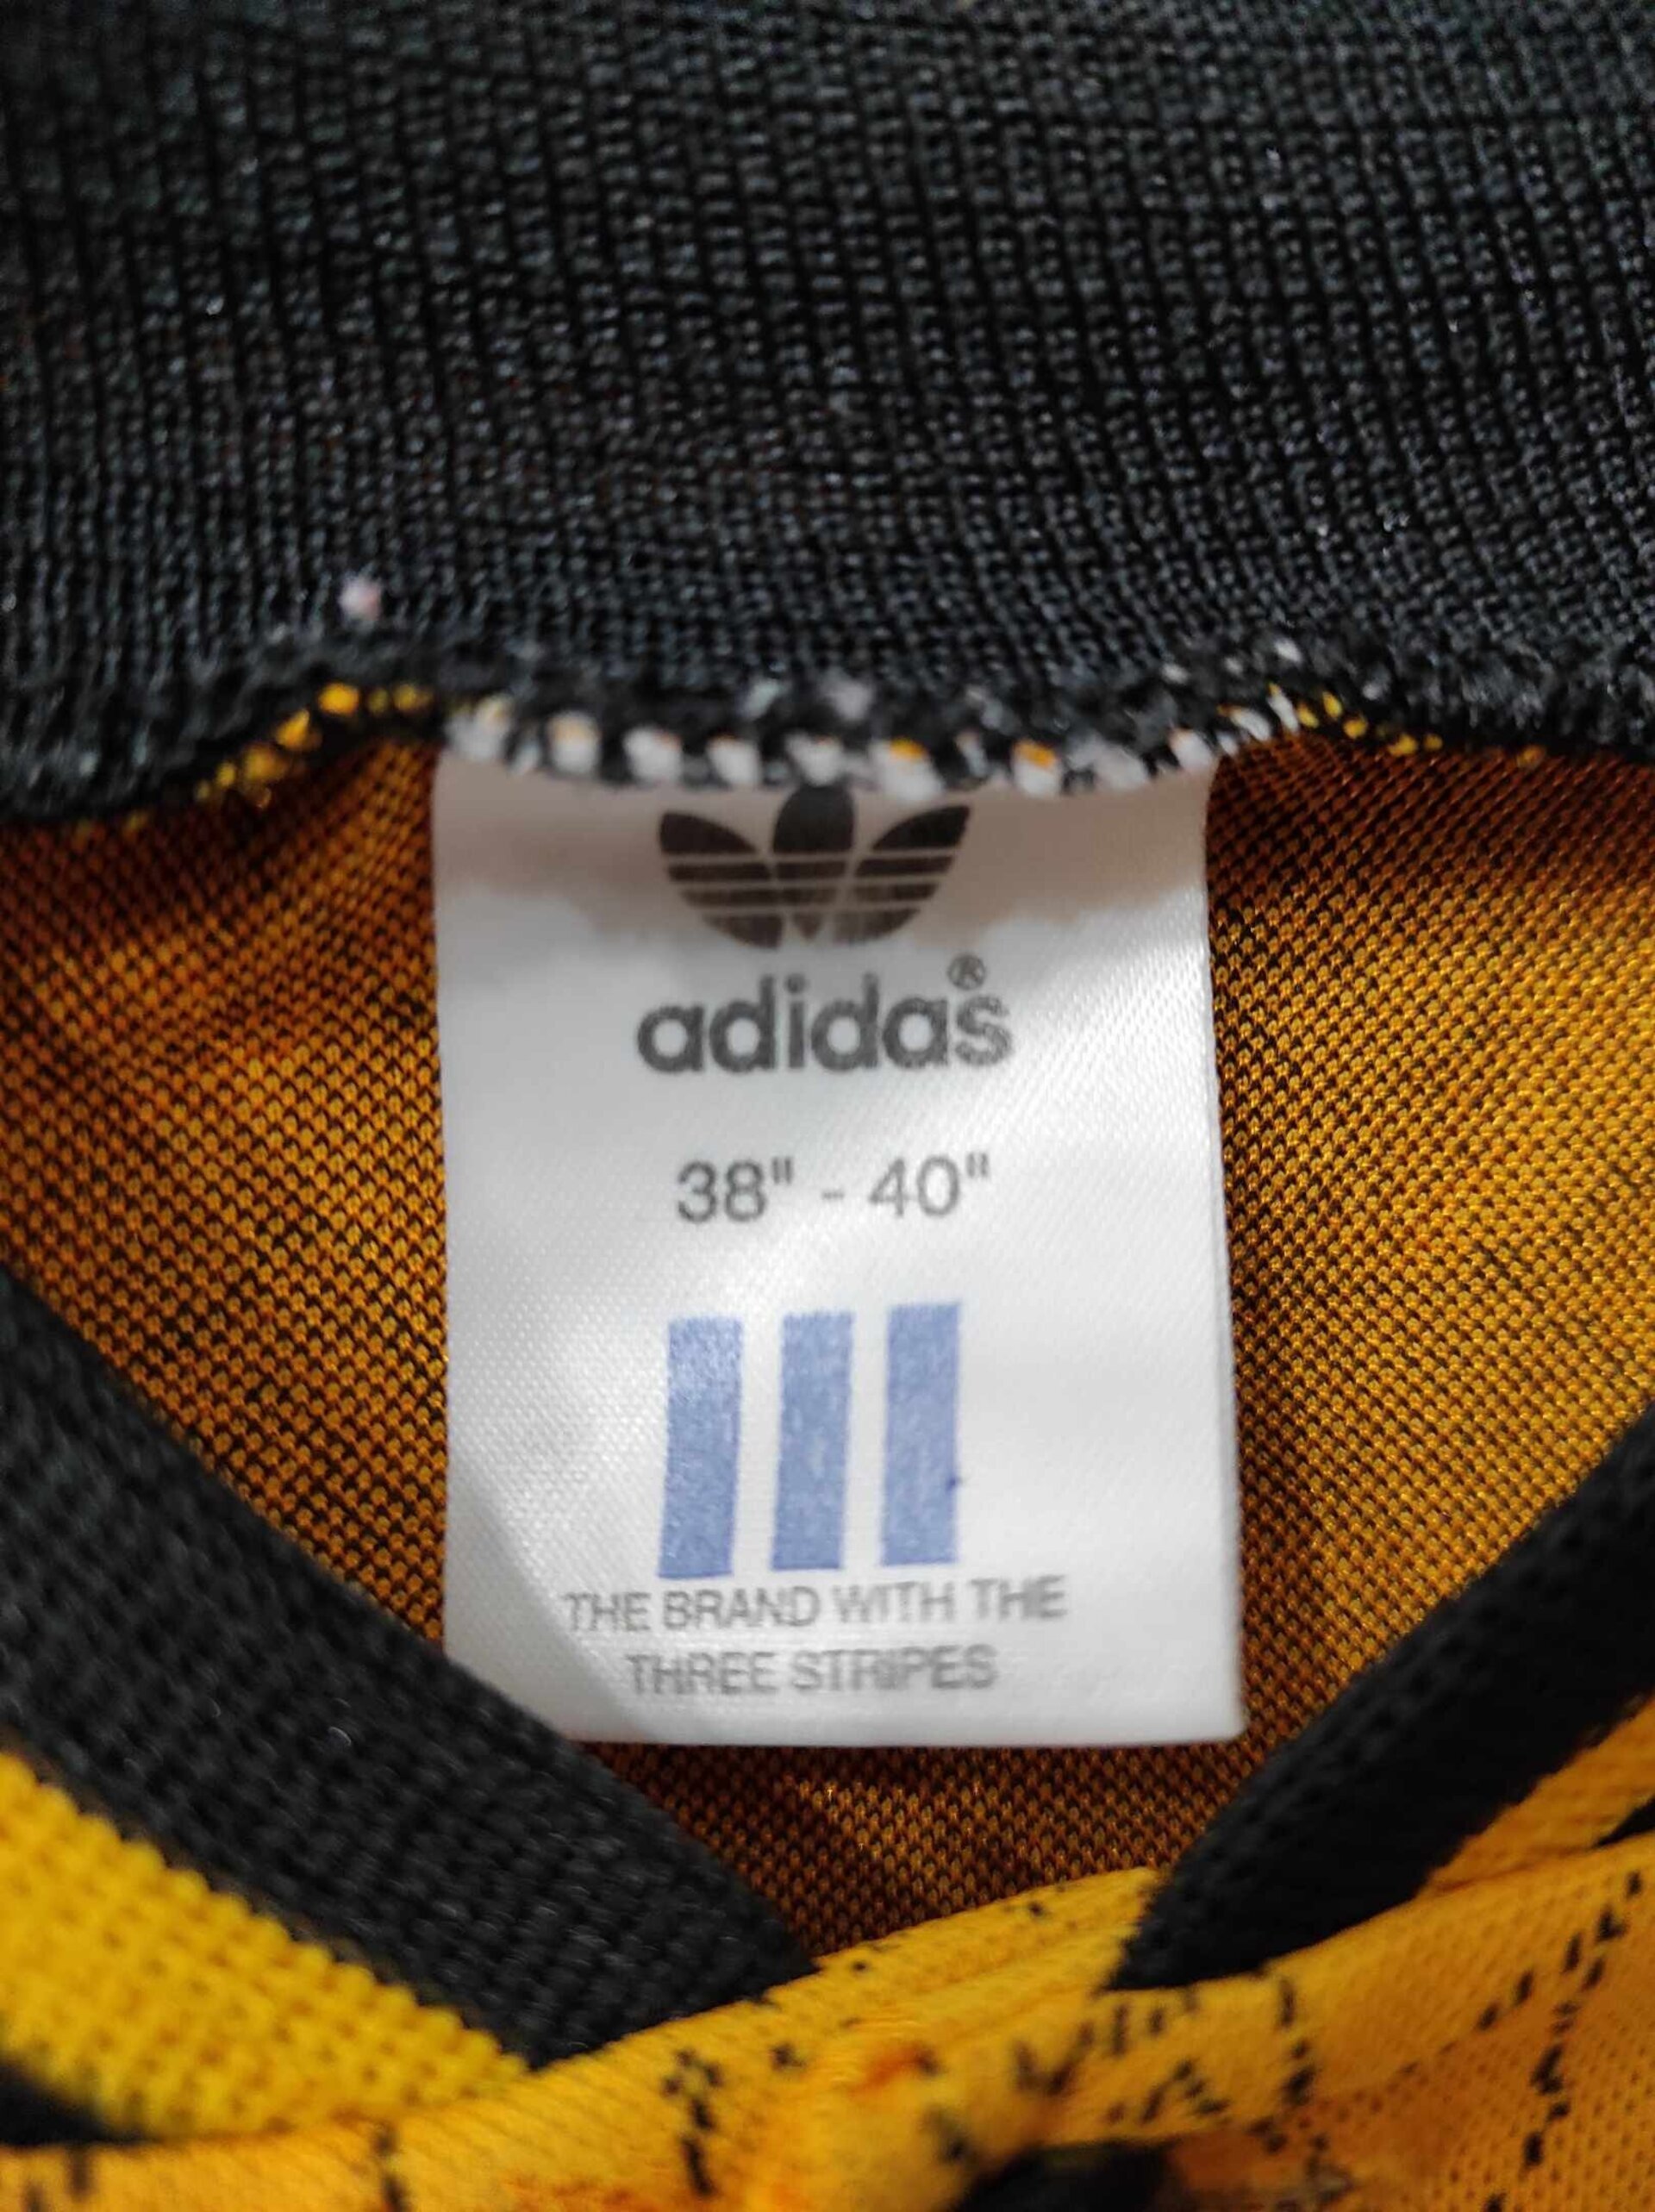 adidas®
38" - 40"
THE BRAND WITH THE
THREE STRIPES